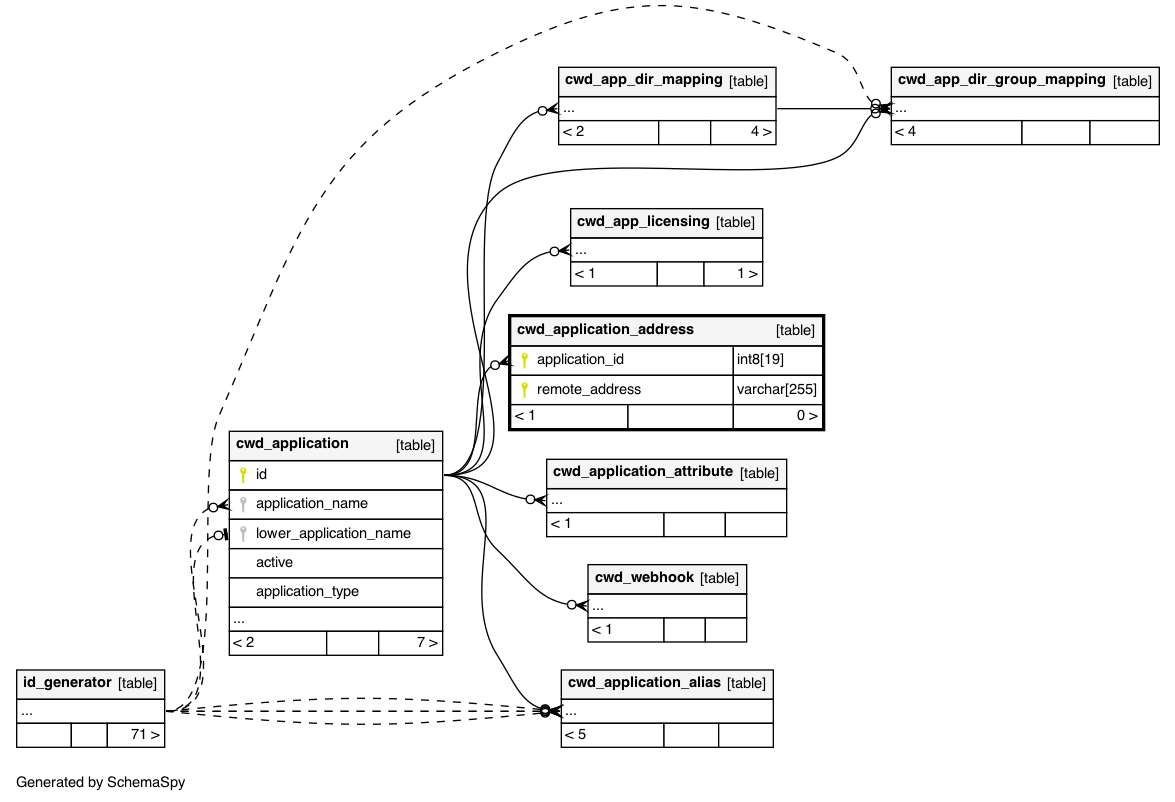 cwd_app_dir_mapping [table]
...
< 2 4 >
cwd_app_dir_group_mapping [table]
...
< 4
cwd_app_licensing [table]
...
< 1 1 >
cwd_application_address [table]
application_id int8[19]
remote_address varchar[255]
< 1 0 >
cwd_application [table]
id
application_name
lower_application_name
active
application_type
...
< 2 7 >
cwd_application_attribute [table]
...
< 1
cwd_webhook [table]
...
< 1
id_generator [table]
...
71 >
cwd_application_alias [table]
...
< 5
Generated by SchemaSpy